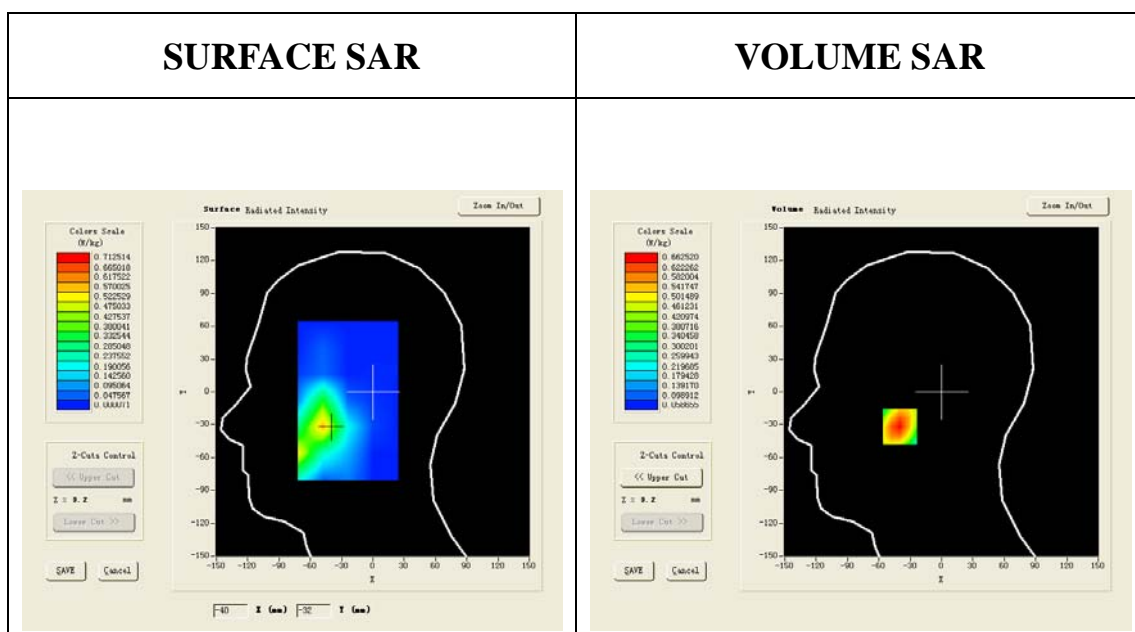 SURFACE SAR
VOLUME SAR
Surface Radiated Intensity
Zoom In/Out
Colors Scale
(W/kg)
0.712514
0.665018
0.617522
0.570025
0.522529
0.475033
0.427537
0.380041
0.332544
0.285048
0.237552
0.190056
0.142560
0.095064
0.047567
0.000071
150
90
60
30
0
-30
-60
-90
-120
-150
Y
-150 -120 -90 -60 -30 0 30 60 90 120 150
X
Z-Cuts Control
<< Upper Cut
mm
Lower Cut >>
SAVE
Cancel
-40 X (mm) -32 Y (mm)
Volume Radiated Intensity
Zoom In/Out
Colors Scale
(W/kg)
0.662520
0.622262
0.582004
0.541747
0.501489
0.461231
0.420974
0.380716
0.340458
0.300201
0.259943
0.219685
0.179428
0.139170
0.098912
0.058655
150
90
60
30
0
-30
-60
-90
-120
-150
Y
-150 -120 -90 -60 -30 0 30 60 90 120 150
X
Z-Cuts Control
<< Upper Cut
mm
Lower Cut >>
SAVE
Cancel